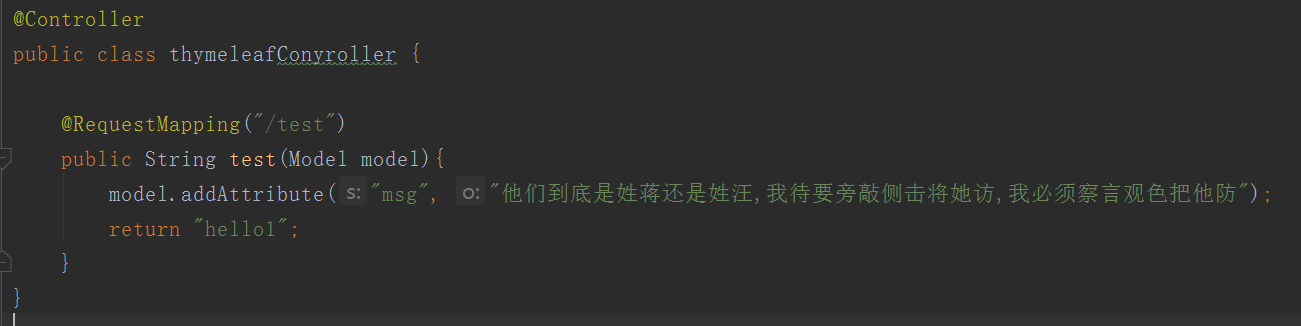 @Controller
public class thymeleafConyroller {
@RequestMapping("/test")
public String test(Model model){
model.addAttribute( s: "msg", o: "他们到底是姓蒋还是姓汪,我待要旁敲侧击将她访,我必须察言观色把他防");
return "hello1";
}
}